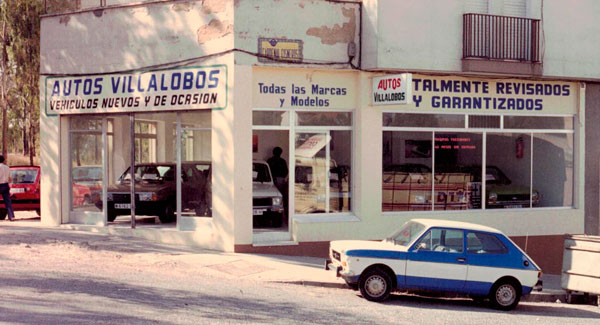 AUTOS VILLALOBOS
VEHICULOS NUEVOS Y DE OCASION
Todas las Marcas
y Modelos
AUTOS
VILLALOBOS
TALMENTE REVISADOS
Y GARANTIZADOS